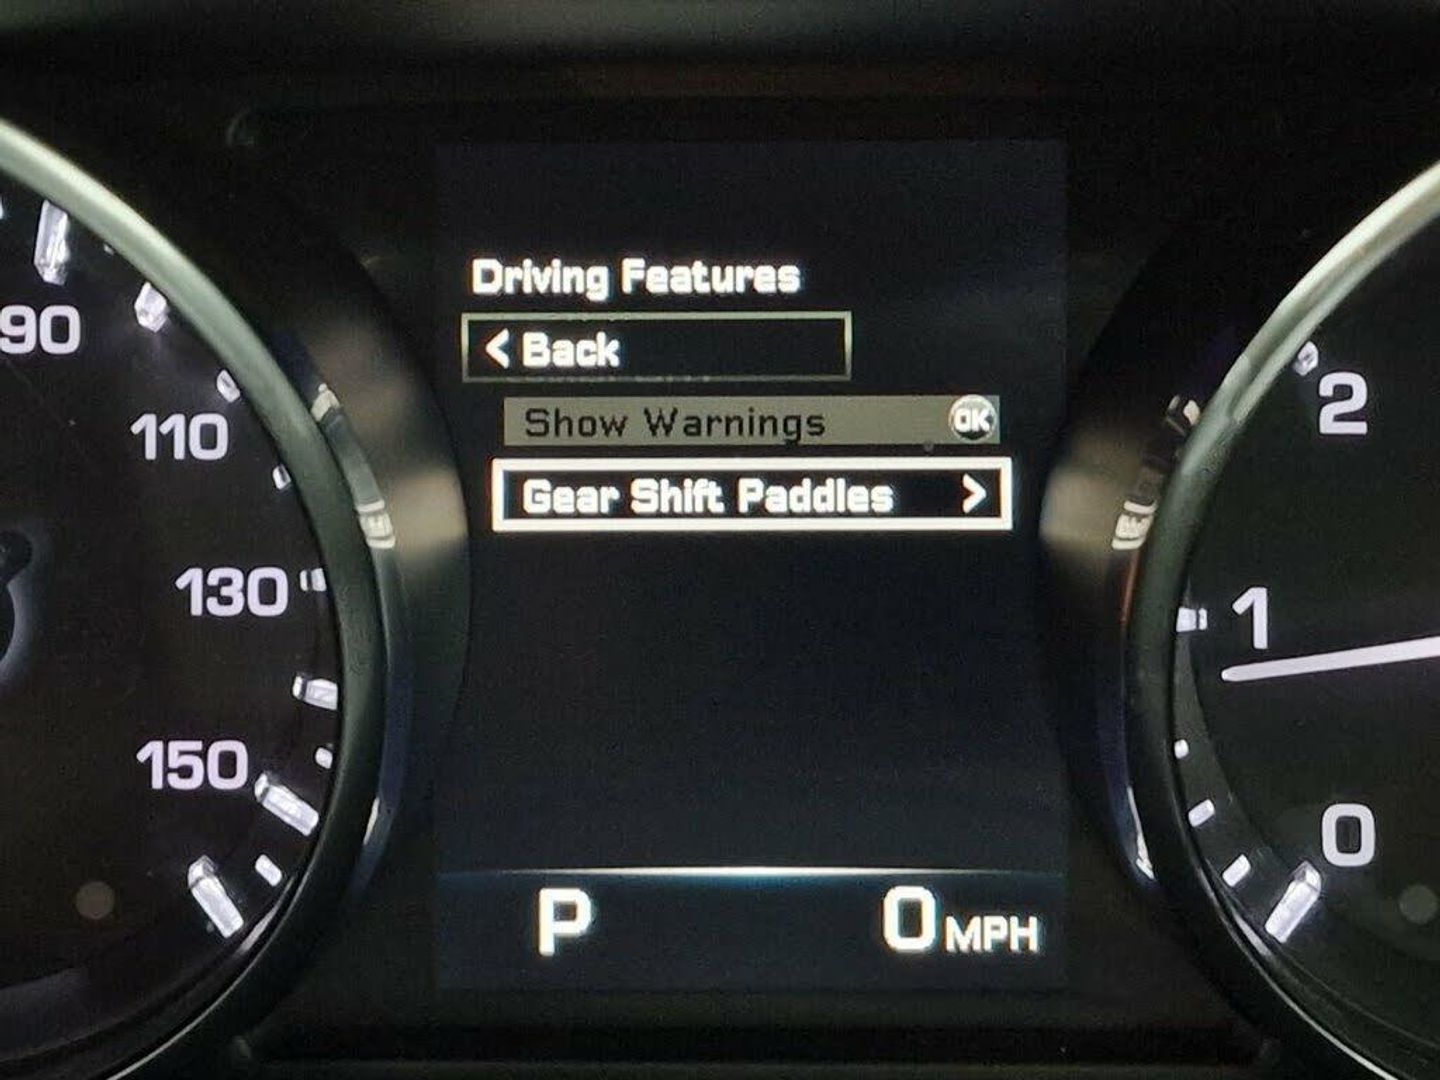 Driving Features
< Back
Show Warnings OK
Gear Shift Paddles >
P 0 MPH
90
110
130
150
2
1
0